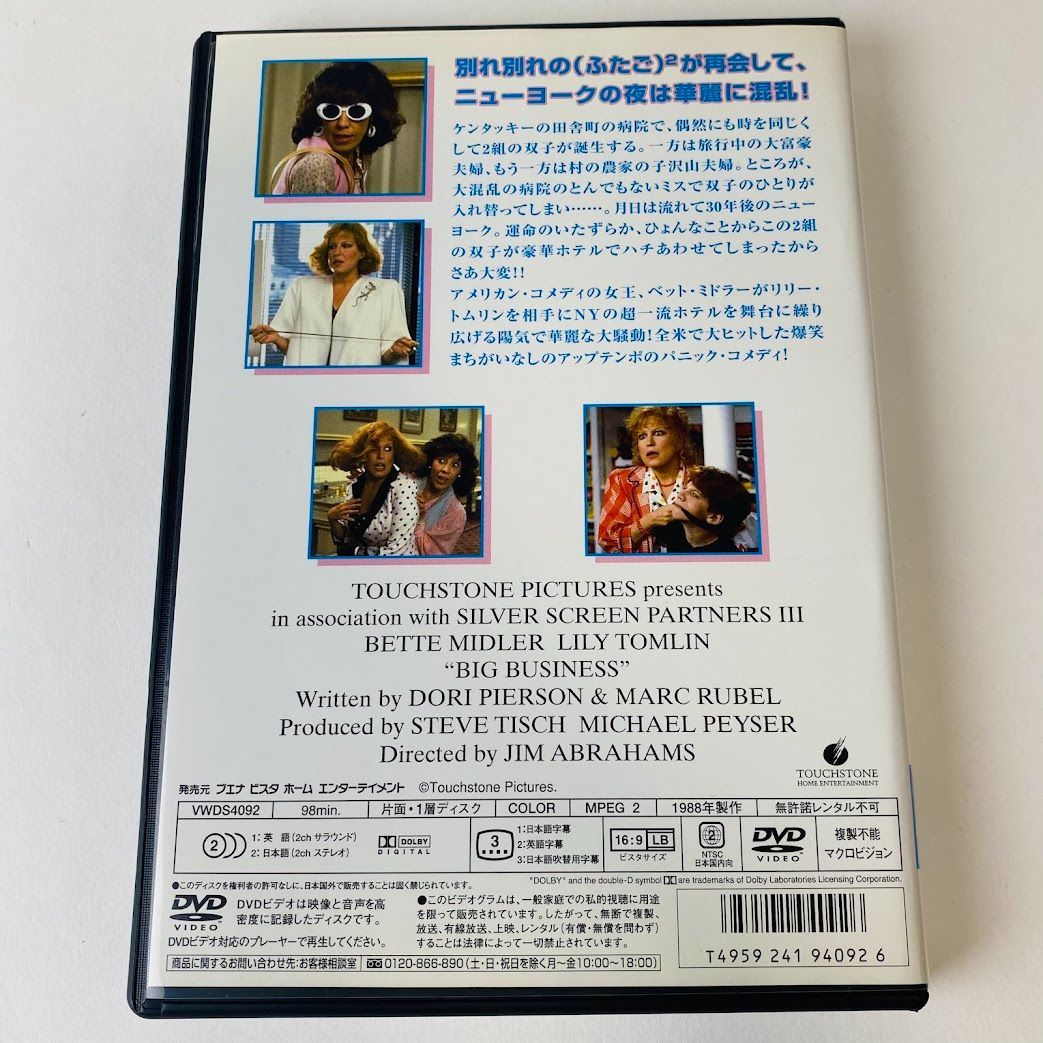 別れ別れの(ふたご)²が再会して、
ニューヨークの夜は華麗に混乱!
ケンタッキーの田舎町の病院で、偶然にも時を同じく
して2組の双子が誕生する。一方は旅行中の大富豪
夫婦、もう一方は村の農家の子沢山夫婦。ところが、
大混乱の病院のとんでもないミスで双子のひとりが
入れ替ってしまい……。月日は流れて30年後のニュー
ヨーク。運命のいたずらか、ひょんなことからこの2組
の双子が豪華ホテルでハチあわせてしまったから
さあ大変!!
アメリカン・コメディの女王、ベット・ミドラーがリリー・
トムリンを相手にNYの超一流ホテルを舞台に繰り
広げる陽気で華麗な大騒動!全米で大ヒットした爆笑
まちがいなしのアップテンポのパニック・コメディ!
TOUCHSTONE PICTURES presents
in association with SILVER SCREEN PARTNERS III
BETTE MIDLER LILY TOMLIN
“BIG BUSINESS”
Written by DORI PIERSON & MARC RUBEL
Produced by STEVE TISCH MICHAEL PEYSER
Directed by JIM ABRAHAMS
TOUCHSTONE
HOME ENTERTAINMENT
発売元 ブエナ ビスタ ホーム エンターテイメント ©Touchstone Pictures.
VWDS4092 98min. 片面・1層ディスク COLOR MPEG 2 1988年製作 無許諾レンタル不可
2 1:英 語(2ch サラウンド)
2:日本語(2ch ステレオ)
DOLBY
DIGITAL
3 1:日本語字幕
2:英語字幕
3:日本語吹替用字幕
16:9 LB
ビスタサイズ
2
NTSC
日本国内向
DVD
VIDEO
複製不能
マクロビジョン
●このディスクを権利者の許可なしに、日本国外で販売することは固く禁じられています。
"DOLBY" and the double-D symbol are trademarks of Dolby Laboratories Licensing Corporation.
DVD
VIDEO
DVDビデオは映像と音声を高
密度に記録したディスクです。
DVDビデオ対応のプレーヤーで再生してください。
●このビデオグラムは、一般家庭での私的視聴に用途
を限って販売されています。したがって、無断で複製、
放送、有線放送、上映、レンタル(有償・無償を問わず)
することは法律によって一切禁止されています。
商品に関するお問い合わせ先:お客様相談室 0120-866-890(土・日・祝日を除く月〜金10:00〜18:00)
T4959 241 94092 6